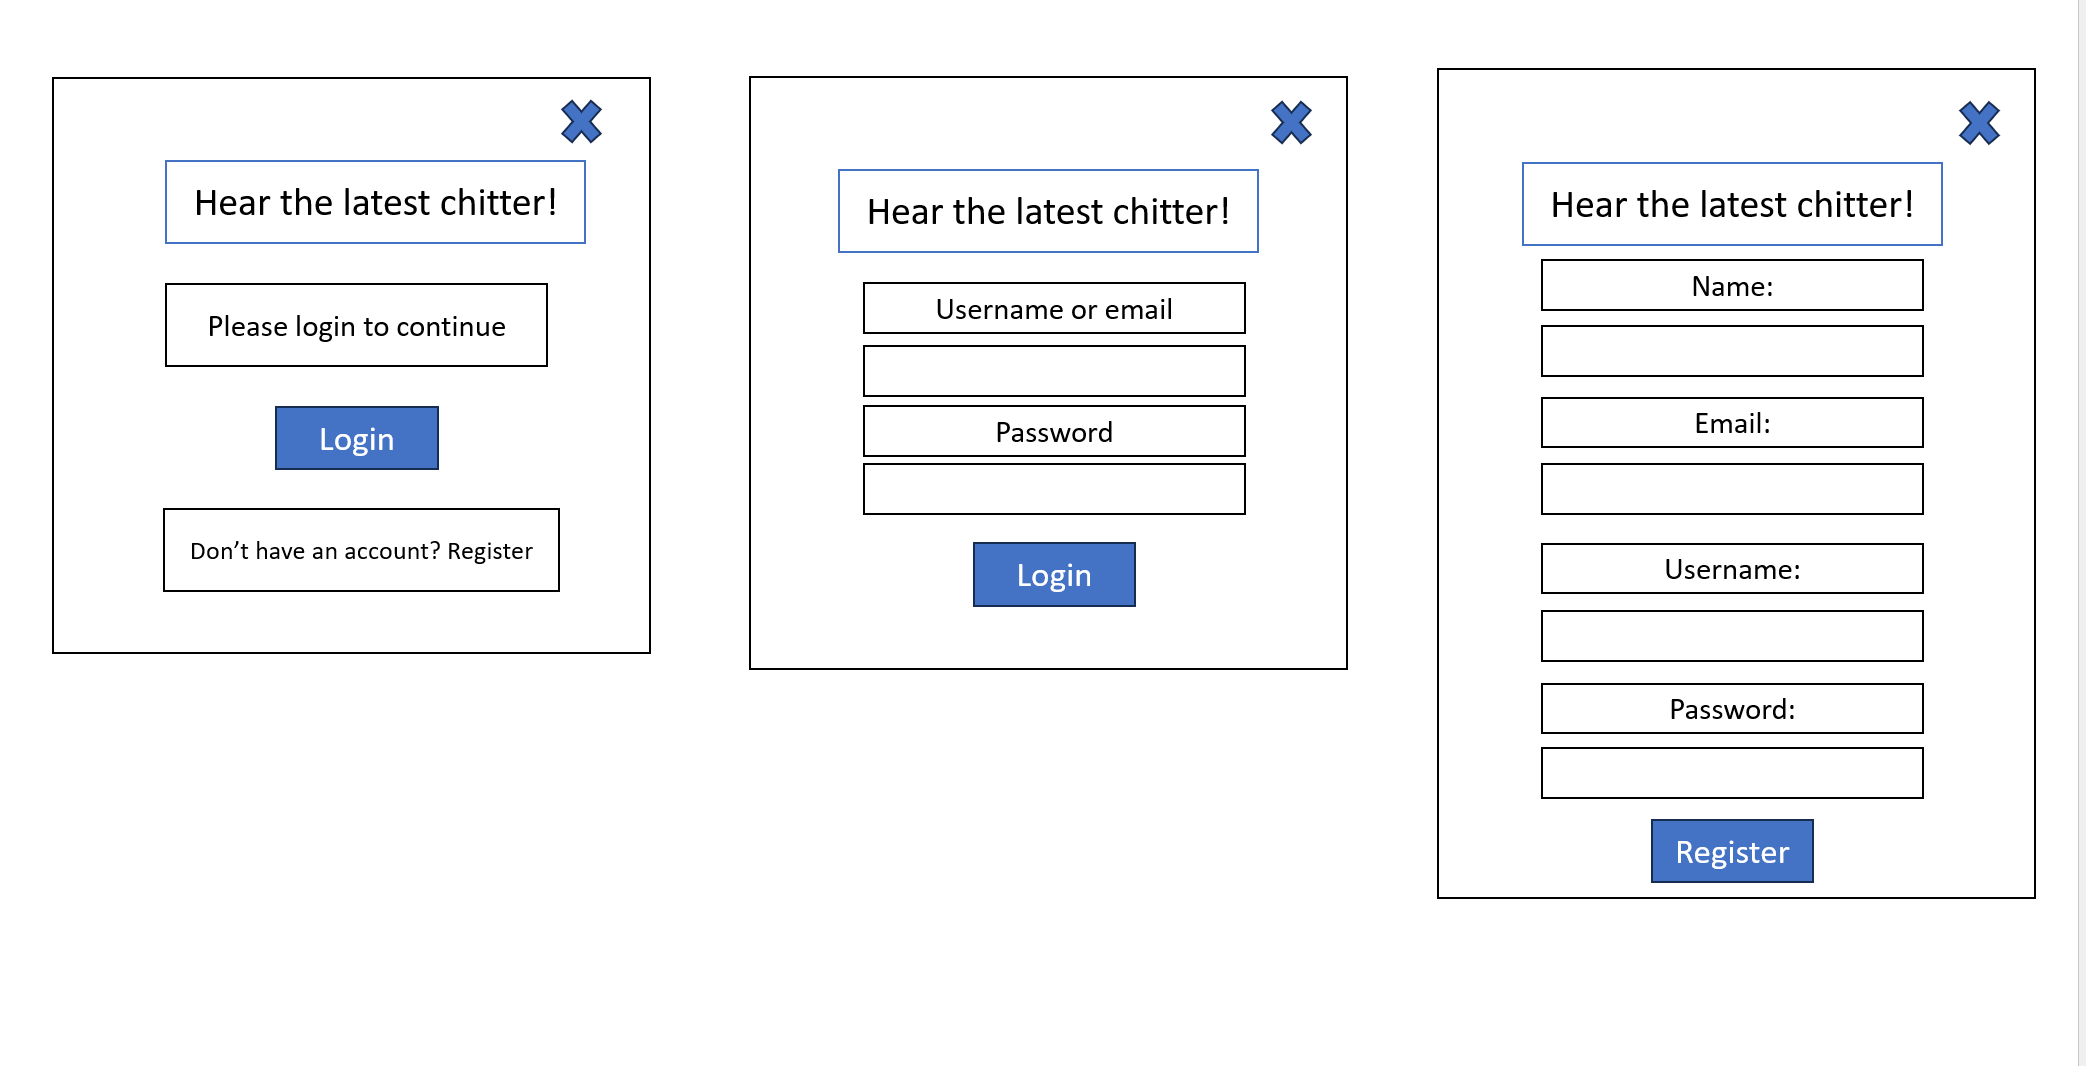 Hear the latest chitter!
Please login to continue
Login
Don’t have an account? Register
Hear the latest chitter!
Username or email
Password
Login
Hear the latest chitter!
Name:
Email:
Username:
Password:
Register